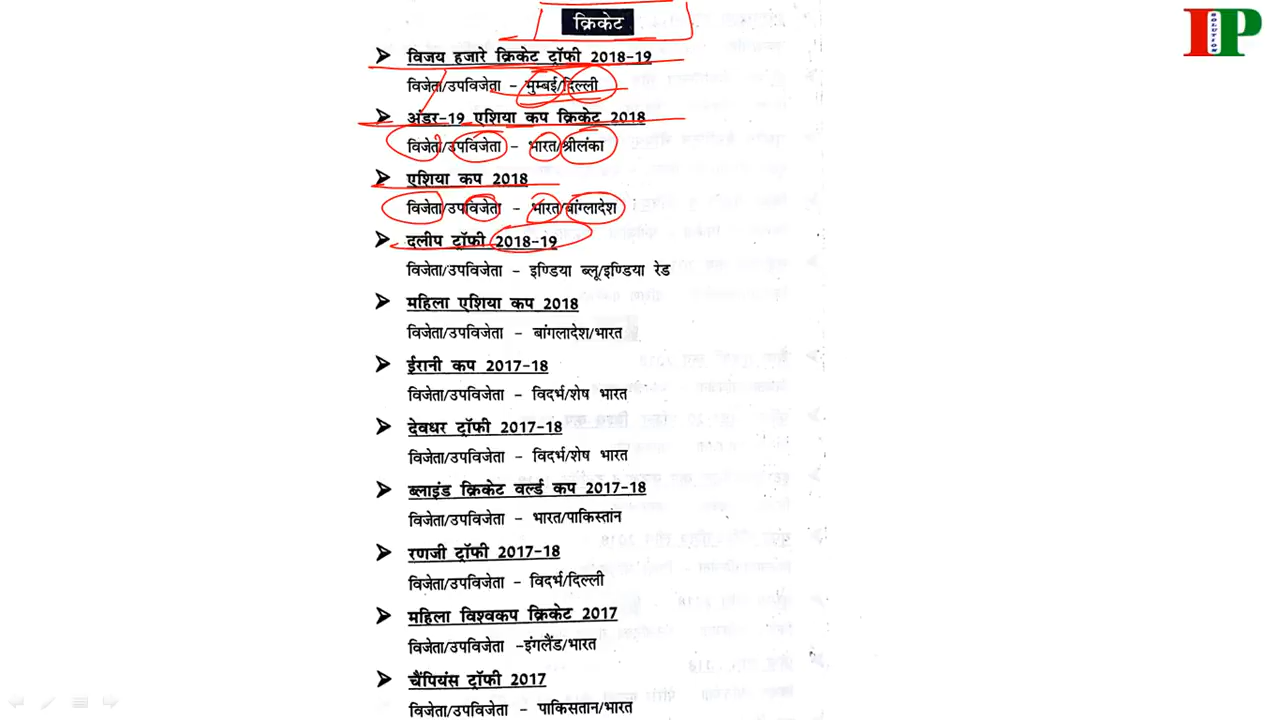 क्रिकेट
IP
SOLUTION
➤ विजय हजारे क्रिकेट ट्रॉफी 2018-19
विजेता/उपविजेता - मुम्बई/दिल्ली
➤ अंडर-19 एशिया कप क्रिकेट 2018
विजेता/उपविजेता - भारत/श्रीलंका
➤ एशिया कप 2018
विजेता/उपविजेता - भारत/बांग्लादेश
➤ दलीप ट्रॉफी 2018-19
विजेता/उपविजेता - इण्डिया ब्लू/इण्डिया रेड
➤ महिला एशिया कप 2018
विजेता/उपविजेता - बांगलादेश/भारत
➤ ईरानी कप 2017-18
विजेता/उपविजेता - विदर्भ/शेष भारत
➤ देवधर ट्रॉफी 2017-18
विजेता/उपविजेता - विदर्भ/शेष भारत
➤ ब्लाइंड क्रिकेट वर्ल्ड कप 2017-18
विजेता/उपविजेता - भारत/पाकिस्तांन
➤ रणजी ट्रॉफी 2017-18
विजेता/उपविजेता - विदर्भ/दिल्ली
➤ महिला विश्वकप क्रिकेट 2017
विजेता/उपविजेता -इंगलैंड/भारत
➤ चैंपियंस ट्रॉफी 2017
विजेता/उपविजेता - पाकिसतान/भारत